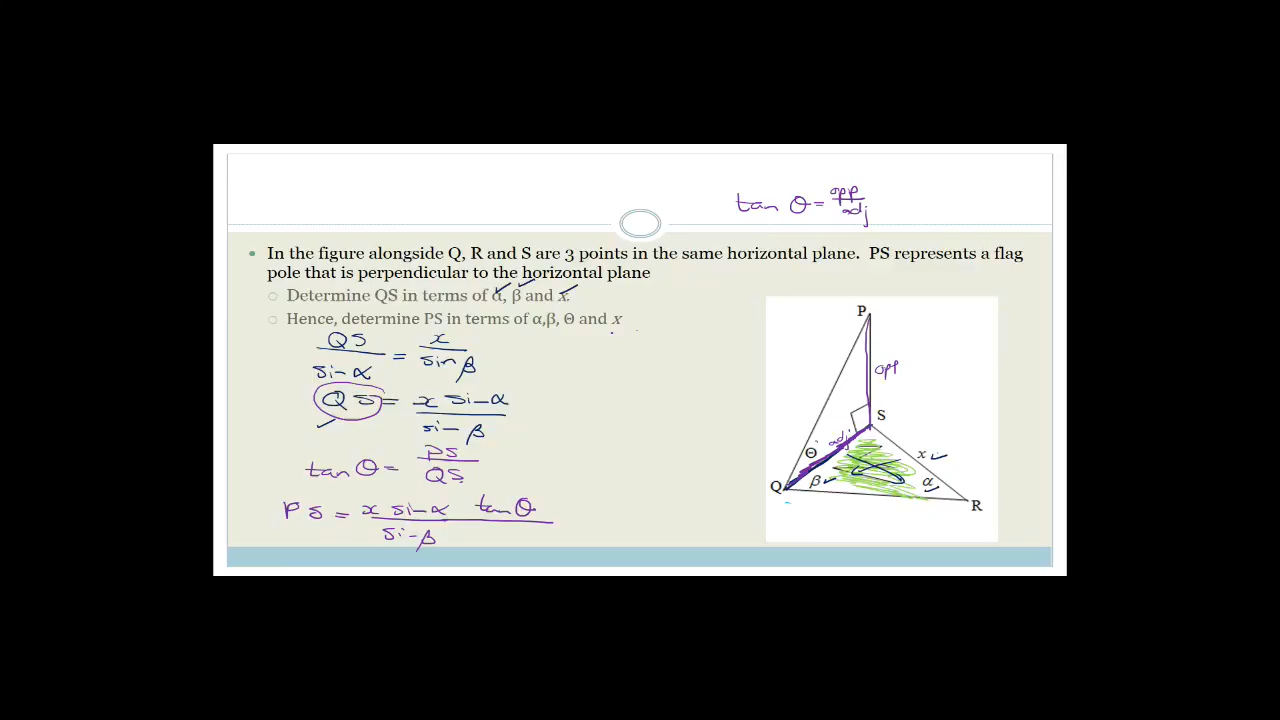 tan θ = opp/adj
• In the figure alongside Q, R and S are 3 points in the same horizontal plane. PS represents a flag
pole that is perpendicular to the horizontal plane
○ Determine QS in terms of α, β and x.
○ Hence, determine PS in terms of α,β, Θ and x
QS/sin α = x/sin β
QS = x sin α/sin β
tan θ = PS/QS
PS = x sin α tan θ/sin β
P
opp
S
adj
Θ
x
β
α
Q
R